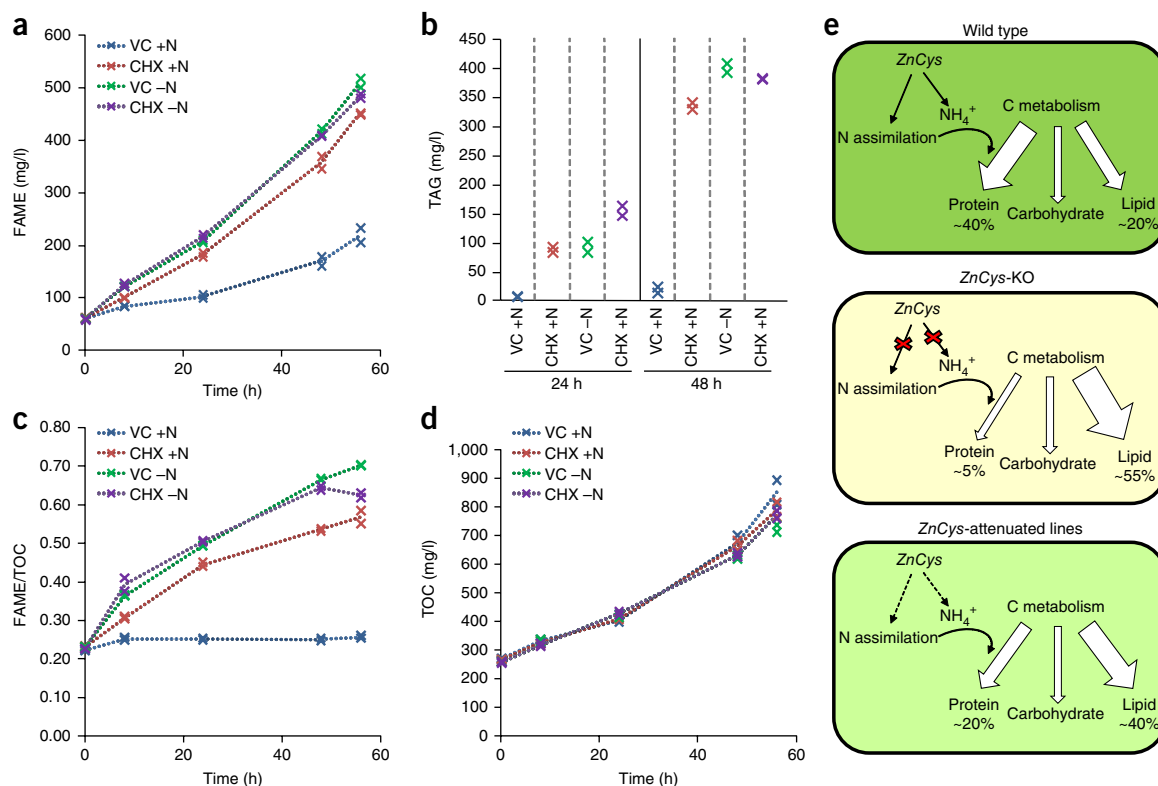 a
VC +N
CHX +N
VC –N
CHX –N
FAME (mg/l)
600
500
400
300
200
100
0
0
20
40
60
Time (h)
b
TAG (mg/l)
450
400
350
300
250
200
150
100
50
0
VC +N
CHX +N
VC –N
CHX +N
VC +N
CHX +N
VC –N
CHX +N
24 h
48 h
c
VC +N
CHX +N
VC –N
CHX –N
FAME/TOC
0.80
0.70
0.60
0.50
0.40
0.30
0.20
0.10
0.00
0
20
40
60
Time (h)
d
VC +N
CHX +N
VC –N
CHX –N
TOC (mg/l)
1,000
900
800
700
600
500
400
300
200
100
0
0
20
40
60
Time (h)
e
Wild type
ZnCys
NH4+
C metabolism
N assimilation
Protein
~40%
Carbohydrate
Lipid
~20%
ZnCys-KO
ZnCys
NH4+
C metabolism
N assimilation
Protein
~5%
Carbohydrate
Lipid
~55%
ZnCys-attenuated lines
ZnCys
NH4+
C metabolism
N assimilation
Protein
~20%
Carbohydrate
Lipid
~40%